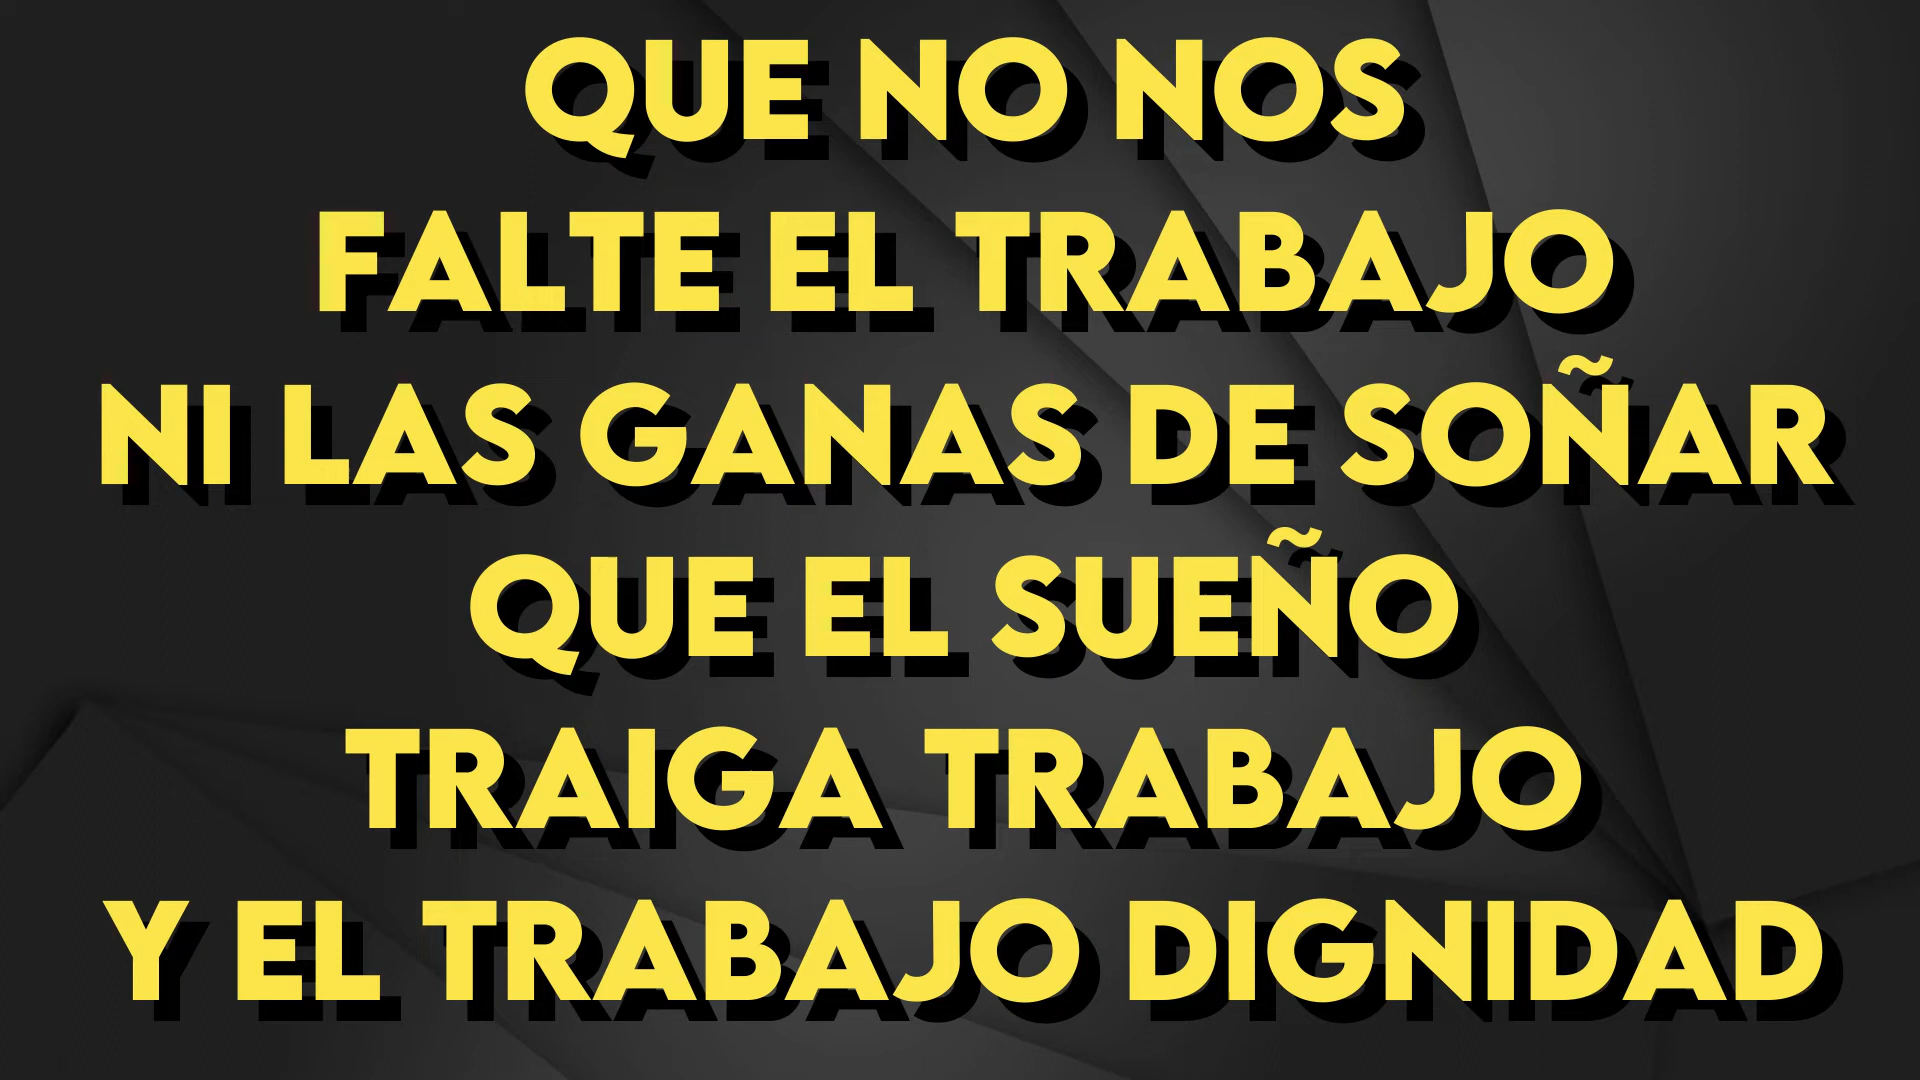 QUE NO NOS
FALTE EL TRABAJO
NI LAS GANAS DE SOÑAR
QUE EL SUEÑO
TRAIGA TRABAJO
Y EL TRABAJO DIGNIDAD